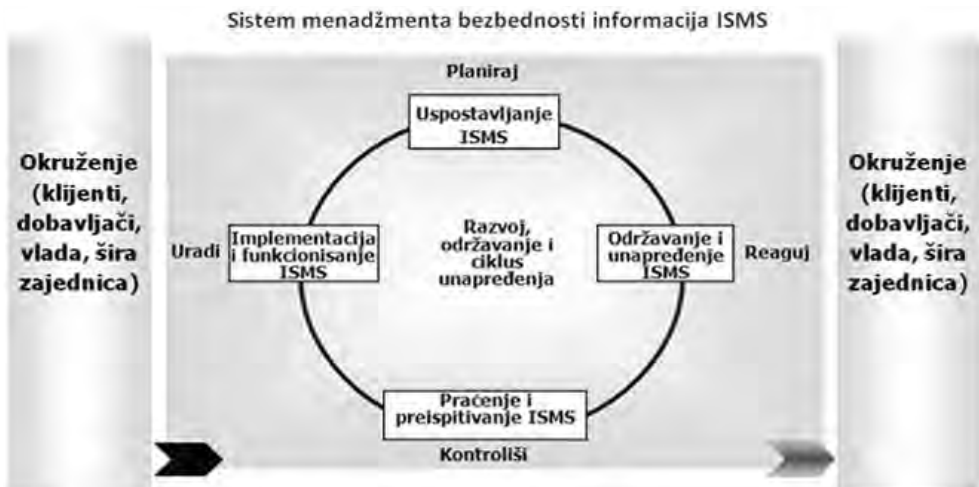 Sistem menadžmenta bezbednosti informacija ISMS
Okruženje
(klijenti,
dobavljači,
vlada, šira
zajednica)
Planiraj
Uspostavljanje
ISMS
Uradi
Implementacija
i funkcionisanje
ISMS
Razvoj,
održavanje i
ciklus
unapređenja
Održavanje i
unapređenje
ISMS
Reaguj
Praćenje i
preispitivanje ISMS
Kontroliši
Okruženje
(klijenti,
dobavljači,
vlada, šira
zajednica)